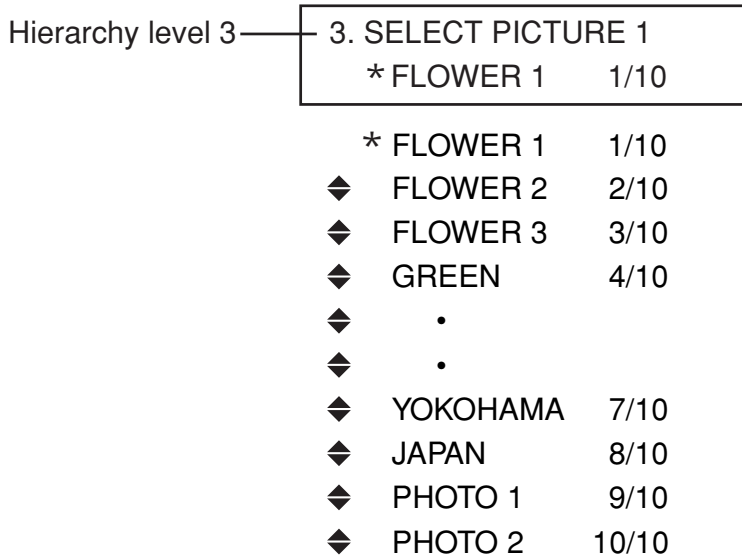 Hierarchy level 3 3. SELECT PICTURE 1
* FLOWER 1 1/10
* FLOWER 1 1/10
FLOWER 2 2/10
FLOWER 3 3/10
GREEN 4/10
•
•
YOKOHAMA 7/10
JAPAN 8/10
PHOTO 1 9/10
PHOTO 2 10/10